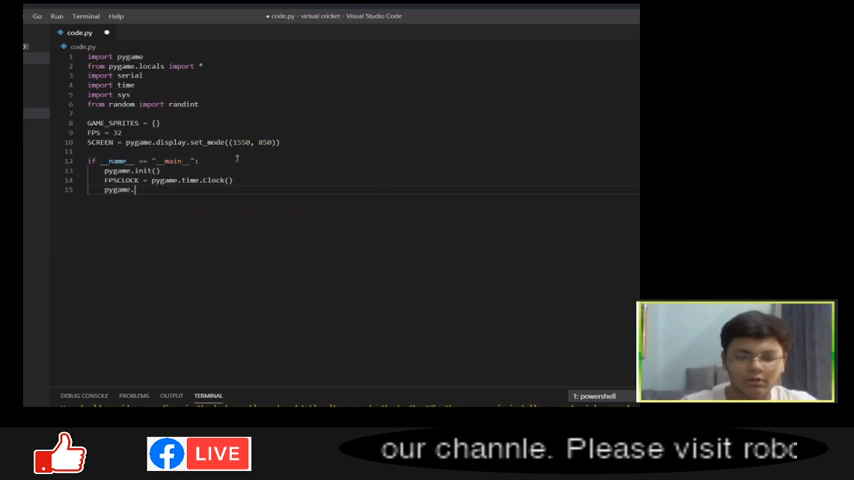 Go Run Terminal Help
● code.py - virtual cricket - Visual Studio Code
code.py ●
code.py
1 import pygame
2 from pygame.locals import *
3 import serial
4 import time
5 import sys
6 from random import randint
7
8 GAME_SPRITES = {}
9 FPS = 32
10 SCREEN = pygame.display.set_mode((1550, 850))
11
12 if __name__ == "__main__":
13 pygame.init()
14 FPSCLOCK = pygame.time.Clock()
15 pygame.
DEBUG CONSOLE PROBLEMS OUTPUT TERMINAL
1: powershell
LIVE
our channle. Please visit robo